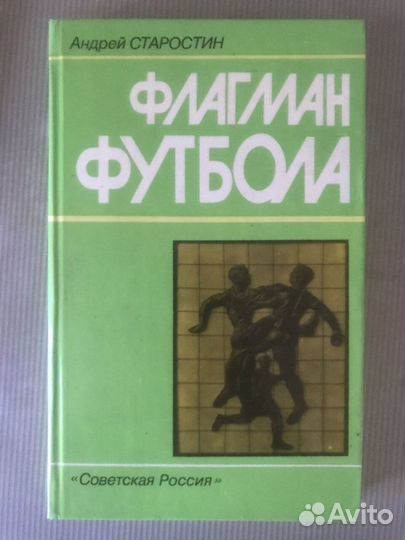 Андрей СТАРОСТИН
ФЛАГМАН
ФУТБОЛА
«Советская Россия»
Avito